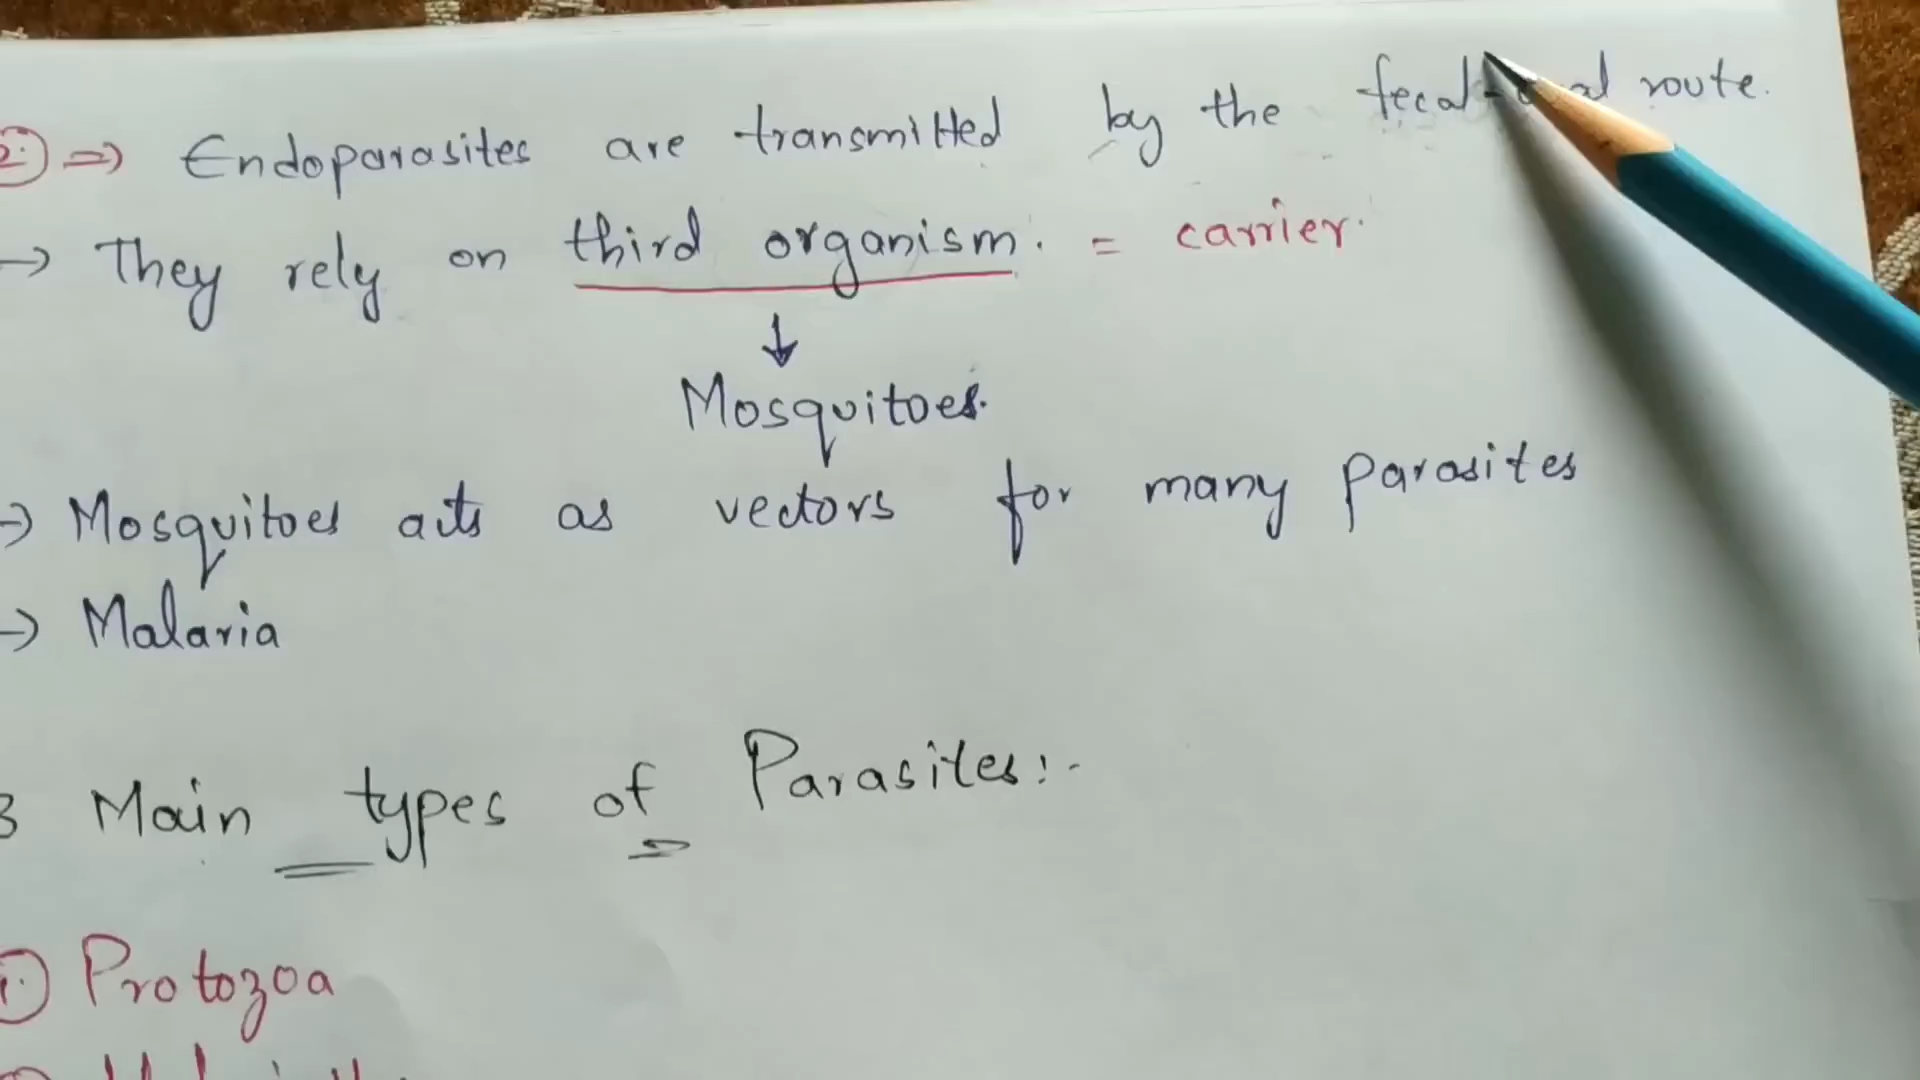 2. => Endoparasites are transmitted by the fecal-oral route.
→ They rely on third organism. = carrier.
↓
Mosquitoes.
→ Mosquitoes acts as vectors for many parasites
→ Malaria
3 Main types of Parasites:-
1. Protozoa